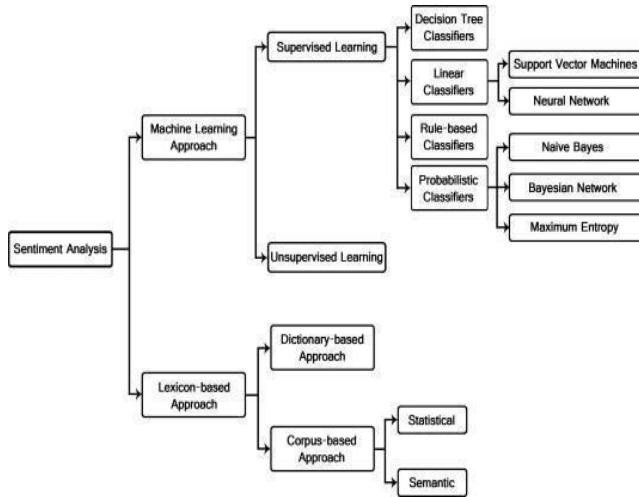 Decision Tree
Classifiers
Supervised Learning
Linear
Classifiers
Support Vector Machines
Neural Network
Machine Learning
Approach
Rule-based
Classifiers
Naive Bayes
Probabilistic
Classifiers
Bayesian Network
Maximum Entropy
Sentiment Analysis
Unsupervised Learning
Dictionary-based
Approach
Lexicon-based
Approach
Statistical
Corpus-based
Approach
Semantic